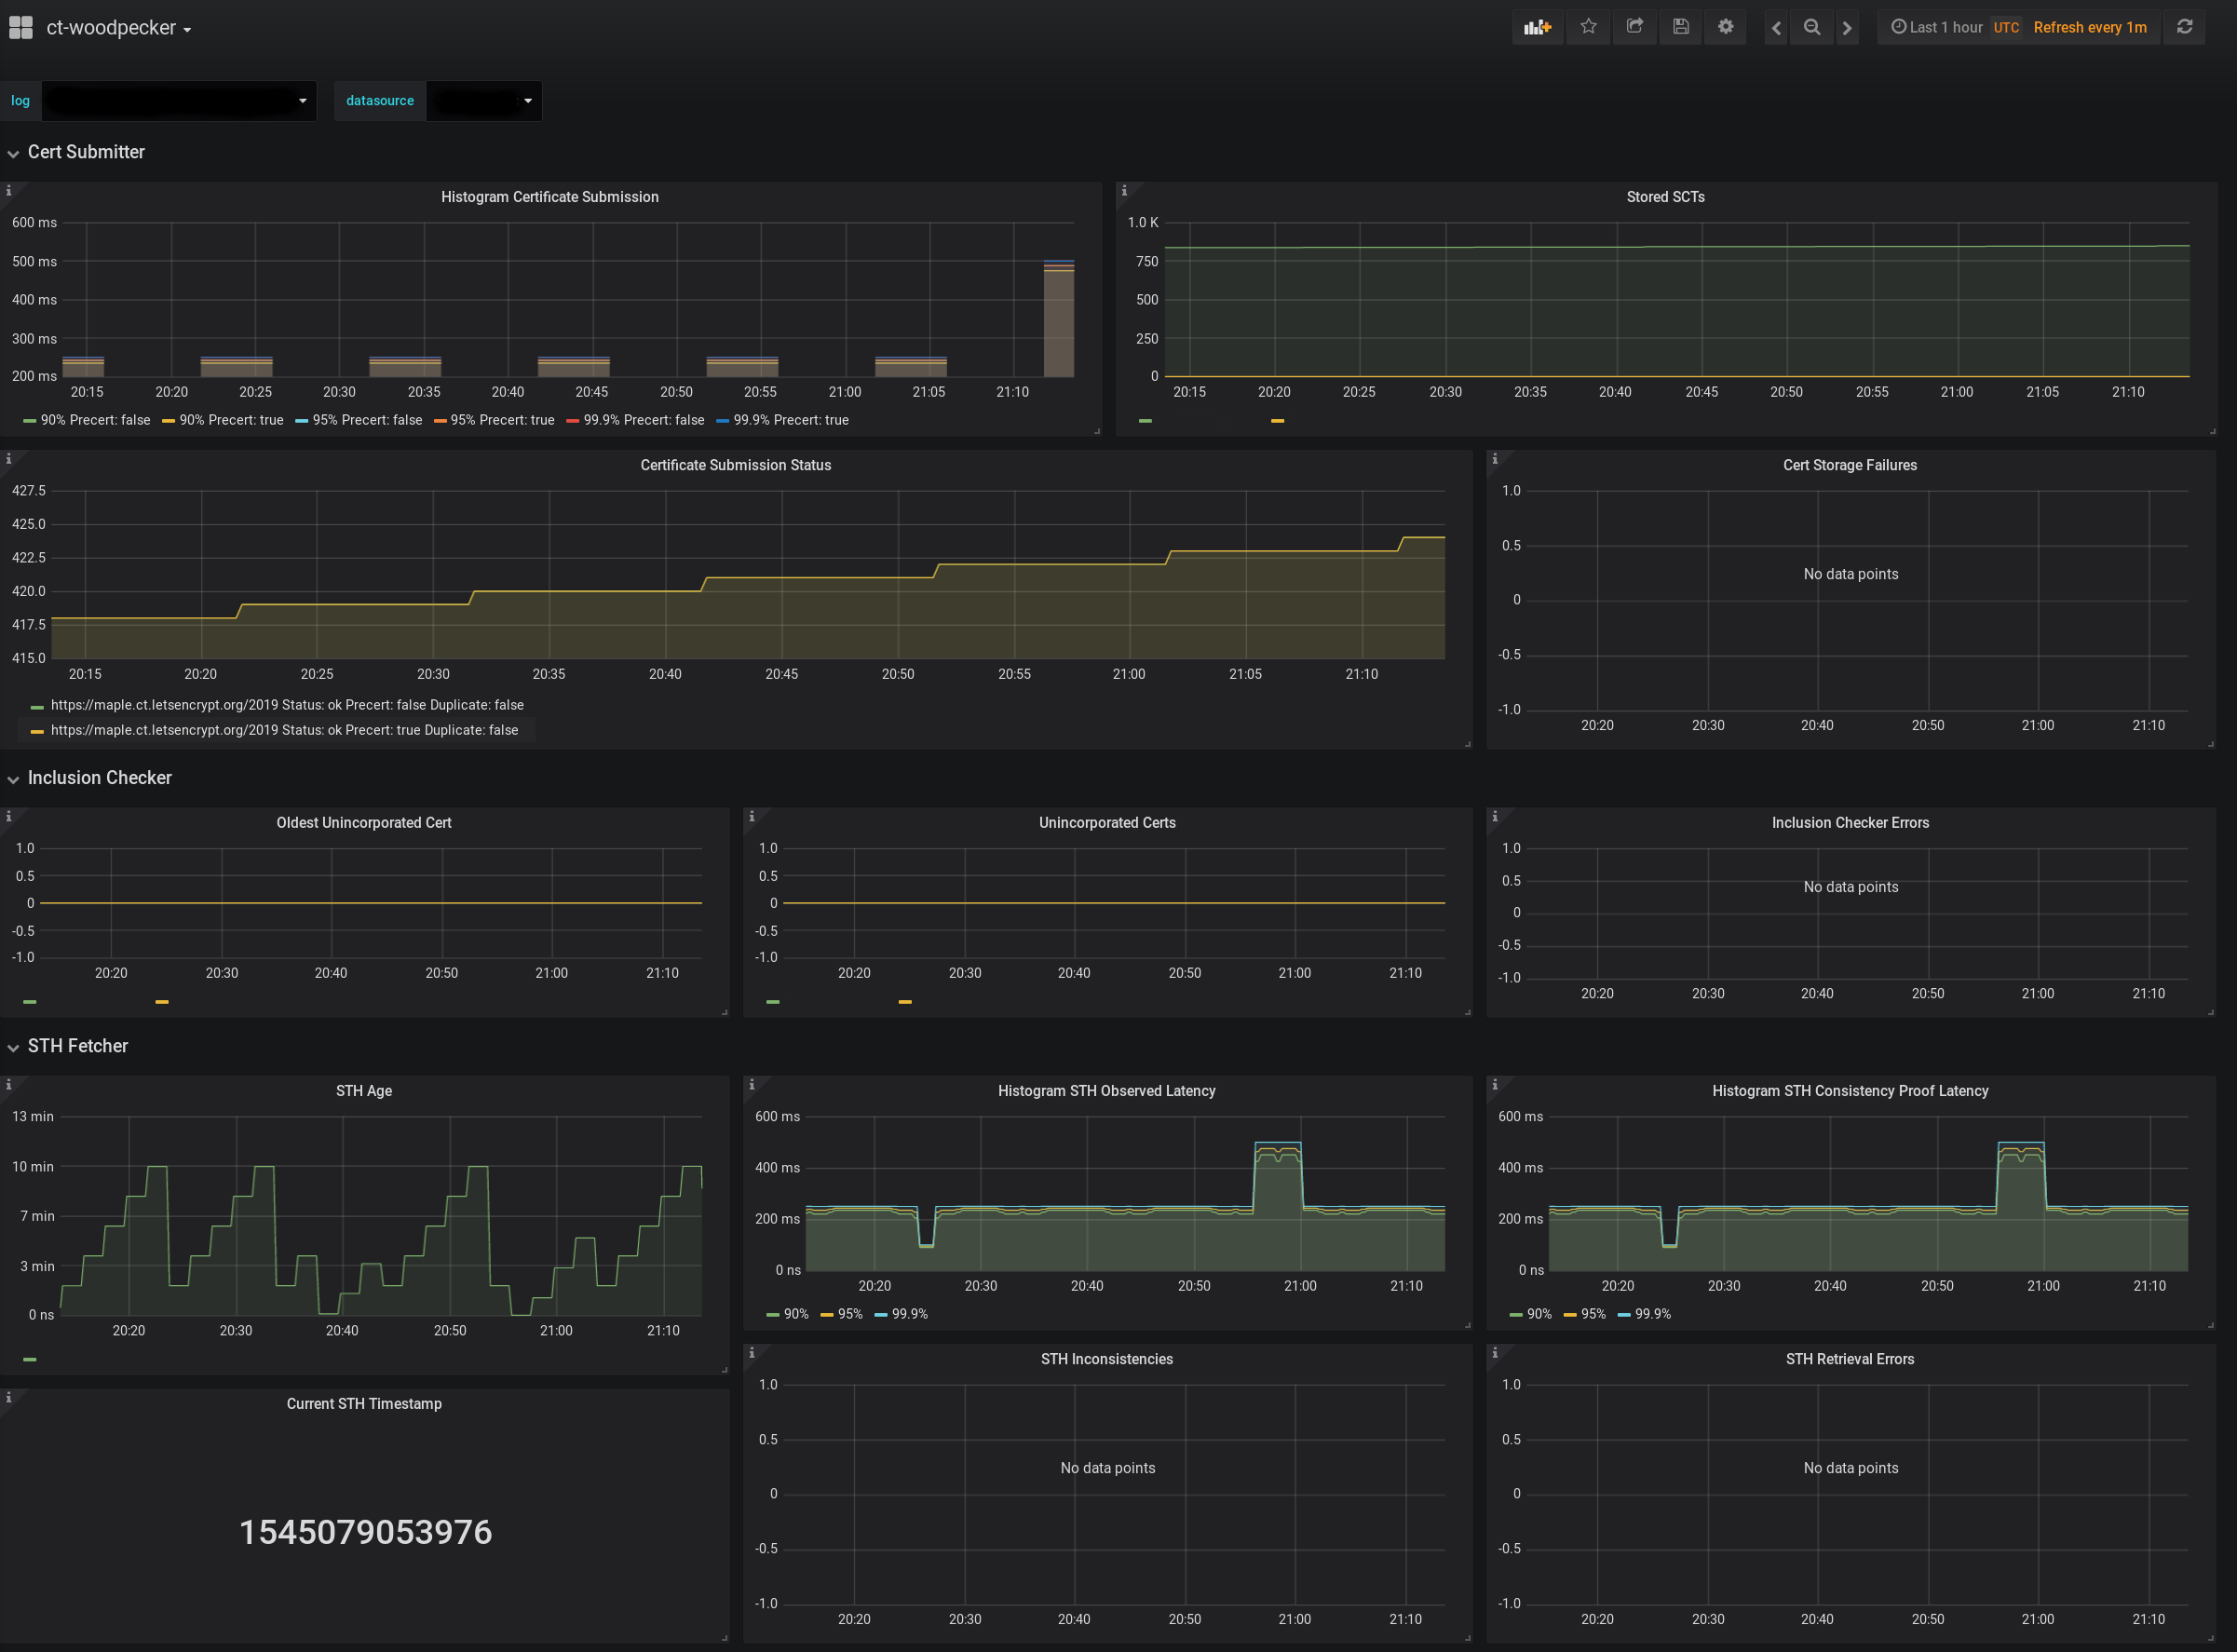 ct-woodpecker
Last 1 hour UTC Refresh every 1m
log datasource
Cert Submitter
Histogram Certificate Submission
600 ms
500 ms
400 ms
300 ms
200 ms
20:15 20:20 20:25 20:30 20:35 20:40 20:45 20:50 20:55 21:00 21:05 21:10
90% Precert: false 90% Precert: true 95% Precert: false 95% Precert: true 99.9% Precert: false 99.9% Precert: true
Stored SCTs
1.0 K
750
500
250
0
20:15 20:20 20:25 20:30 20:35 20:40 20:45 20:50 20:55 21:00 21:05 21:10
Certificate Submission Status
427.5
425.0
422.5
420.0
417.5
415.0
20:15 20:20 20:25 20:30 20:35 20:40 20:45 20:50 20:55 21:00 21:05 21:10
https://maple.ct.letsencrypt.org/2019 Status: ok Precert: false Duplicate: false
https://maple.ct.letsencrypt.org/2019 Status: ok Precert: true Duplicate: false
Cert Storage Failures
1.0
0.5
No data points
0
-0.5
-1.0
20:20 20:30 20:40 20:50 21:00 21:10
Inclusion Checker
Oldest Unincorporated Cert
1.0
0.5
0
-0.5
-1.0
20:20 20:30 20:40 20:50 21:00 21:10
Unincorporated Certs
1.0
0.5
0
-0.5
-1.0
20:20 20:30 20:40 20:50 21:00 21:10
Inclusion Checker Errors
1.0
0.5
No data points
0
-0.5
-1.0
20:20 20:30 20:40 20:50 21:00 21:10
STH Fetcher
STH Age
13 min
10 min
7 min
3 min
0 ns
20:20 20:30 20:40 20:50 21:00 21:10
Histogram STH Observed Latency
600 ms
400 ms
200 ms
0 ns
20:20 20:30 20:40 20:50 21:00 21:10
90% 95% 99.9%
Histogram STH Consistency Proof Latency
600 ms
400 ms
200 ms
0 ns
20:20 20:30 20:40 20:50 21:00 21:10
90% 95% 99.9%
Current STH Timestamp
1545079053976
STH Inconsistencies
1.0
0.5
No data points
0
-0.5
-1.0
20:20 20:30 20:40 20:50 21:00 21:10
STH Retrieval Errors
1.0
0.5
No data points
0
-0.5
-1.0
20:20 20:30 20:40 20:50 21:00 21:10